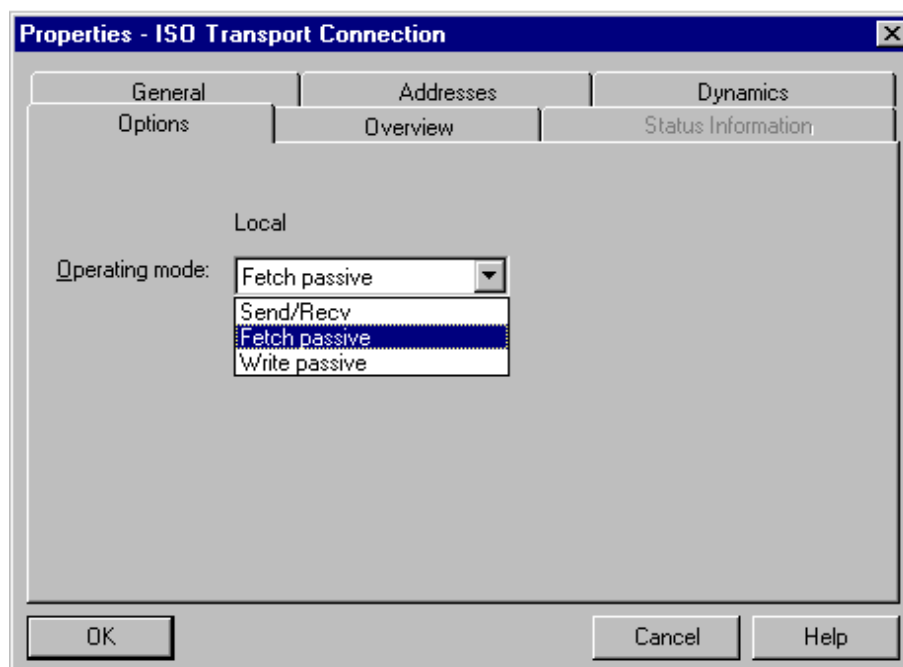 Properties - ISO Transport Connection
General Addresses Dynamics
Options Overview Status Information
Local
Operating mode: Fetch passive
Send/Recv
Fetch passive
Write passive
OK Cancel Help